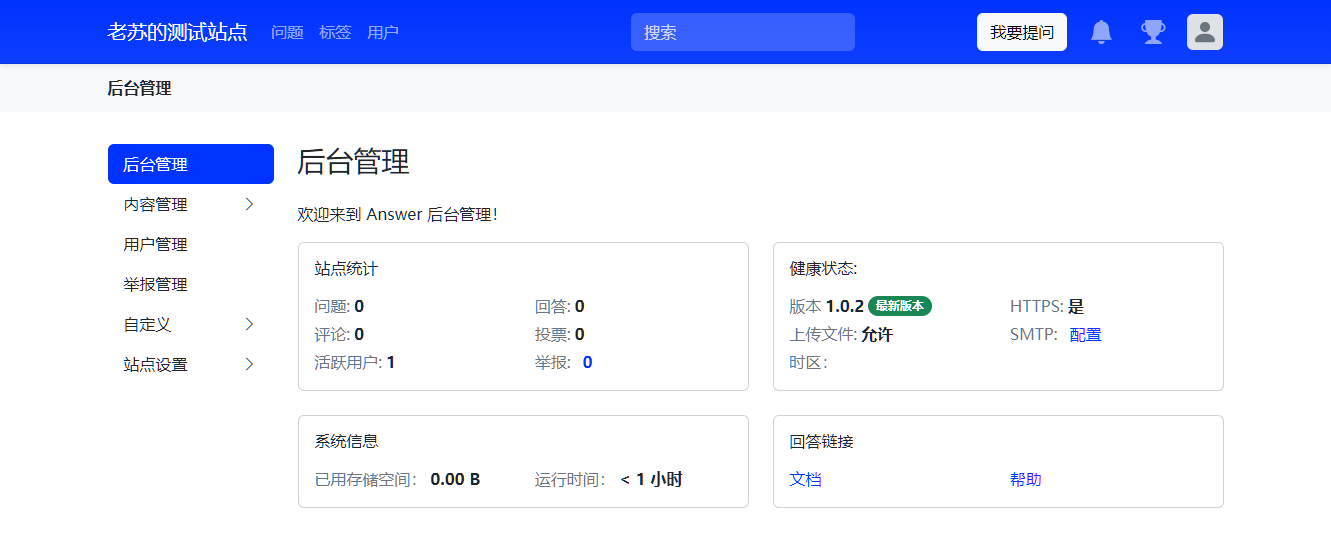 老苏的测试站点 问题 标签 用户 搜索 我要提问
后台管理
后台管理
内容管理
用户管理
举报管理
自定义
站点设置
后台管理
欢迎来到 Answer 后台管理！
站点统计
问题: 0 回答: 0
评论: 0 投票: 0
活跃用户: 1 举报: 0
健康状态:
版本 1.0.2 最新版本 HTTPS: 是
上传文件: 允许 SMTP: 配置
时区：
系统信息
已用存储空间： 0.00 B 运行时间： < 1 小时
回答链接
文档 帮助